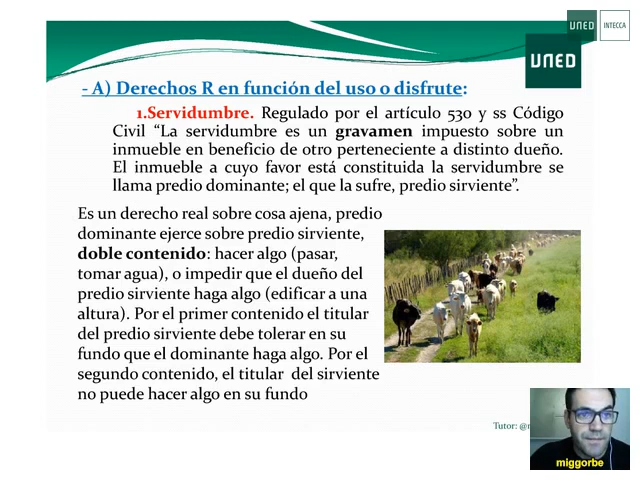 UNED
INTECCA
UNED
- A) Derechos R en función del uso o disfrute:
1.Servidumbre. Regulado por el artículo 530 y ss Código
Civil “La servidumbre es un gravamen impuesto sobre un
inmueble en beneficio de otro perteneciente a distinto dueño.
El inmueble a cuyo favor está constituida la servidumbre se
llama predio dominante; el que la sufre, predio sirviente”.
Es un derecho real sobre cosa ajena, predio
dominante ejerce sobre predio sirviente,
doble contenido: hacer algo (pasar,
tomar agua), o impedir que el dueño del
predio sirviente haga algo (edificar a una
altura). Por el primer contenido el titular
del predio sirviente debe tolerar en su
fundo que el dominante haga algo. Por el
segundo contenido, el titular del sirviente
no puede hacer algo en su fundo
Tutor:
miggorbe